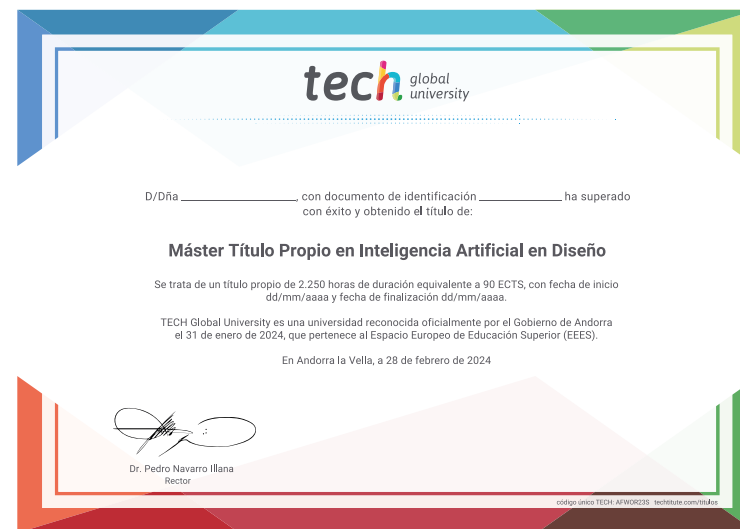 tech global university
D/Dña ______________, con documento de identificación ______________ ha superado
con éxito y obtenido el título de:
Máster Título Propio en Inteligencia Artificial en Diseño
Se trata de un título propio de 2.250 horas de duración equivalente a 90 ECTS, con fecha de inicio
dd/mm/aaaa y fecha de finalización dd/mm/aaaa.
TECH Global University es una universidad reconocida oficialmente por el Gobierno de Andorra
el 31 de enero de 2024, que pertenece al Espacio Europeo de Educación Superior (EEES).
En Andorra la Vella, a 28 de febrero de 2024
Dr. Pedro Navarro Illana
Rector
código único TECH: AFWOR23S techtitute.com/titulos